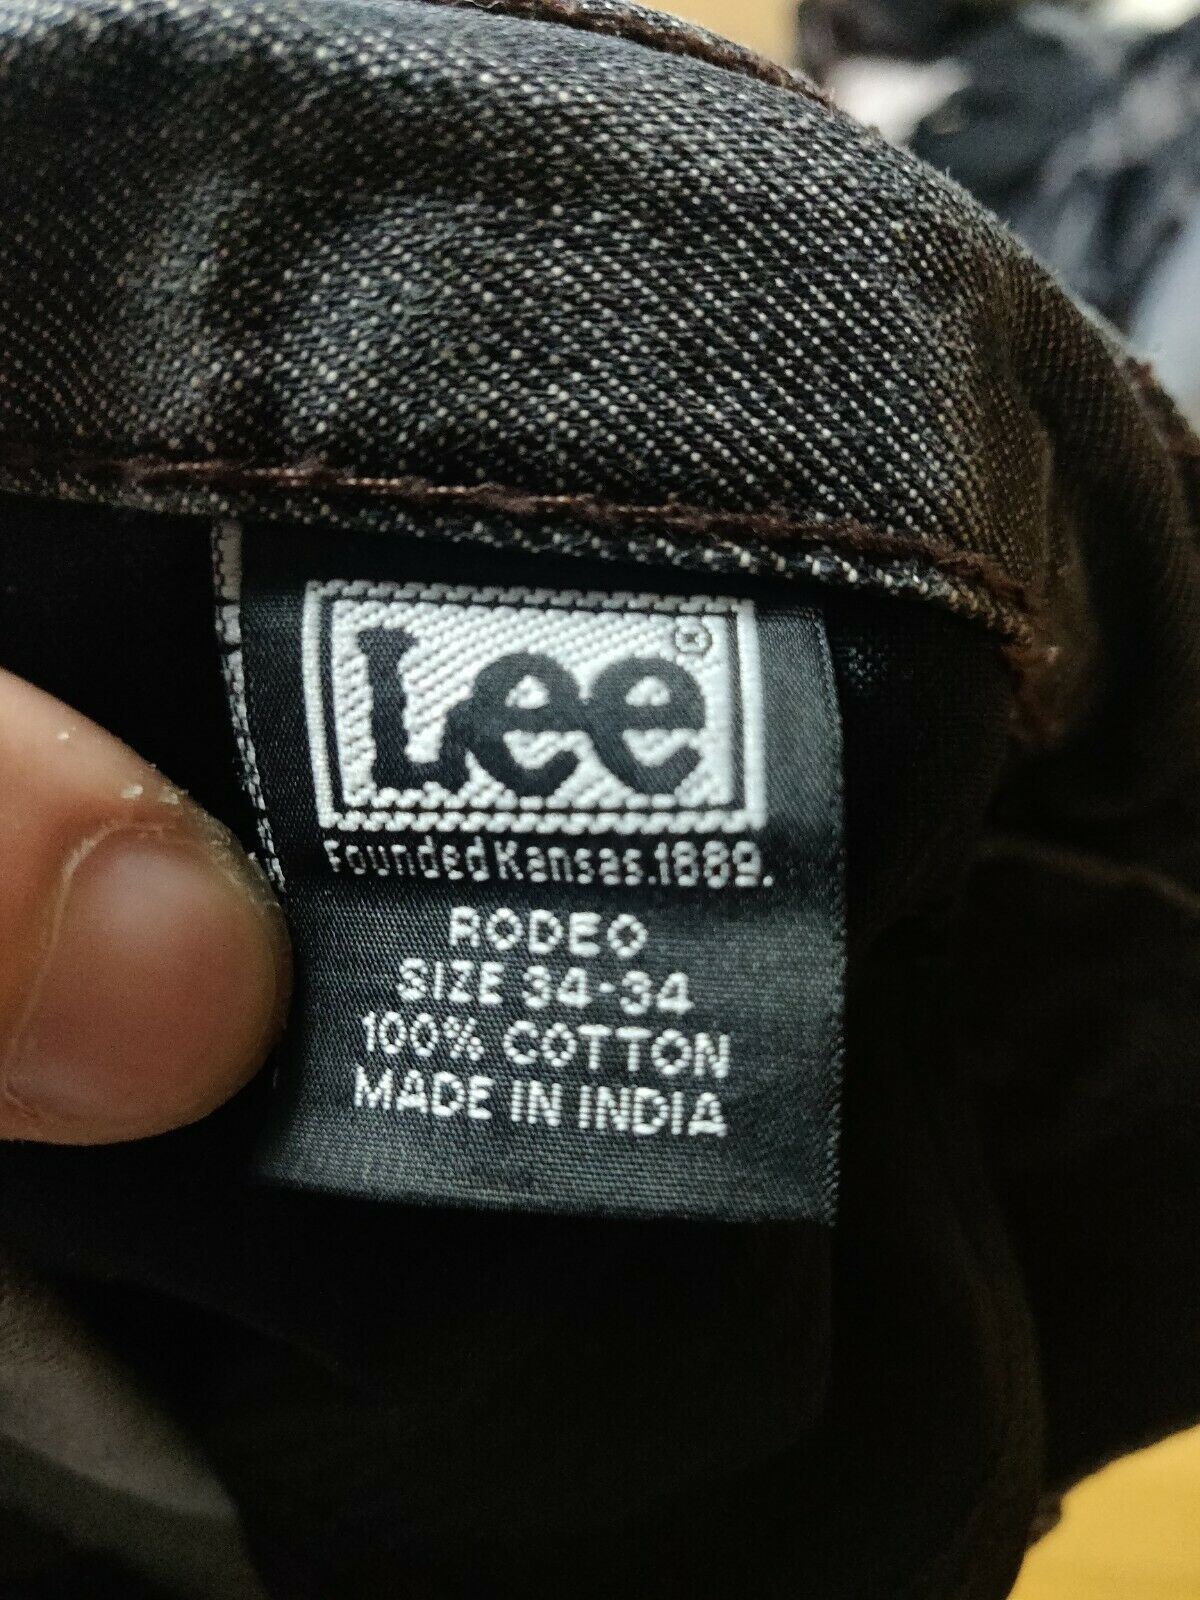 Lee ®
Founded Kansas.1889.
RODEO
SIZE 34-34
100% COTTON
MADE IN INDIA